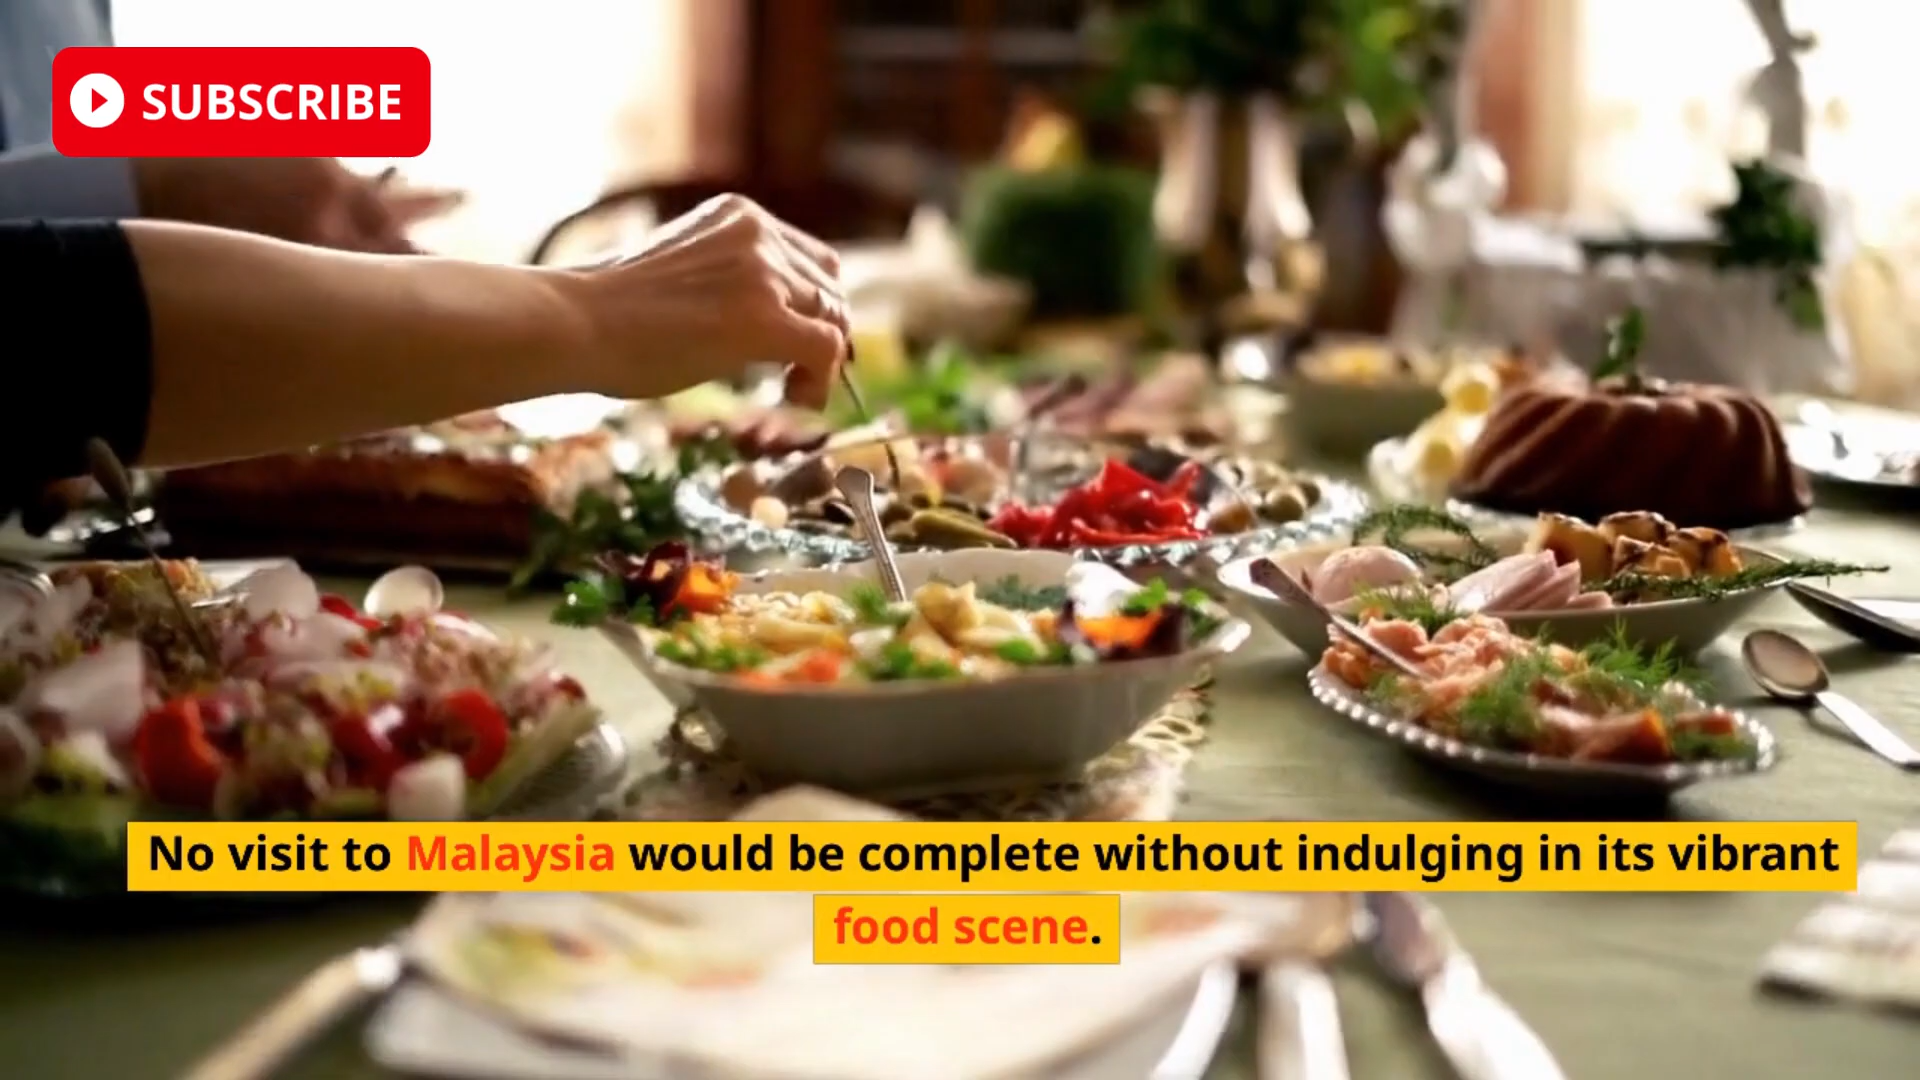 SUBSCRIBE
No visit to Malaysia would be complete without indulging in its vibrant
food scene.